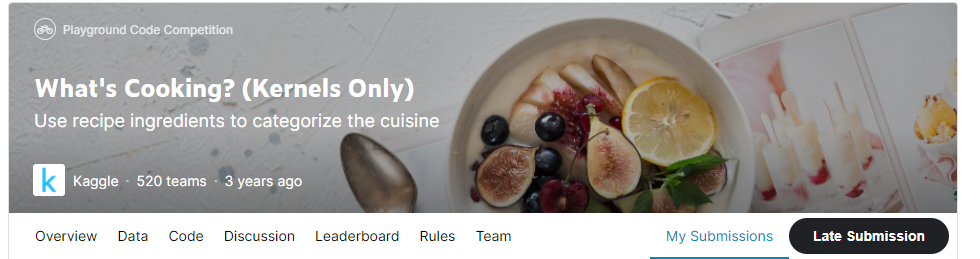 Playground Code Competition
What's Cooking? (Kernels Only)
Use recipe ingredients to categorize the cuisine
k Kaggle · 520 teams · 3 years ago
Overview Data Code Discussion Leaderboard Rules Team My Submissions Late Submission